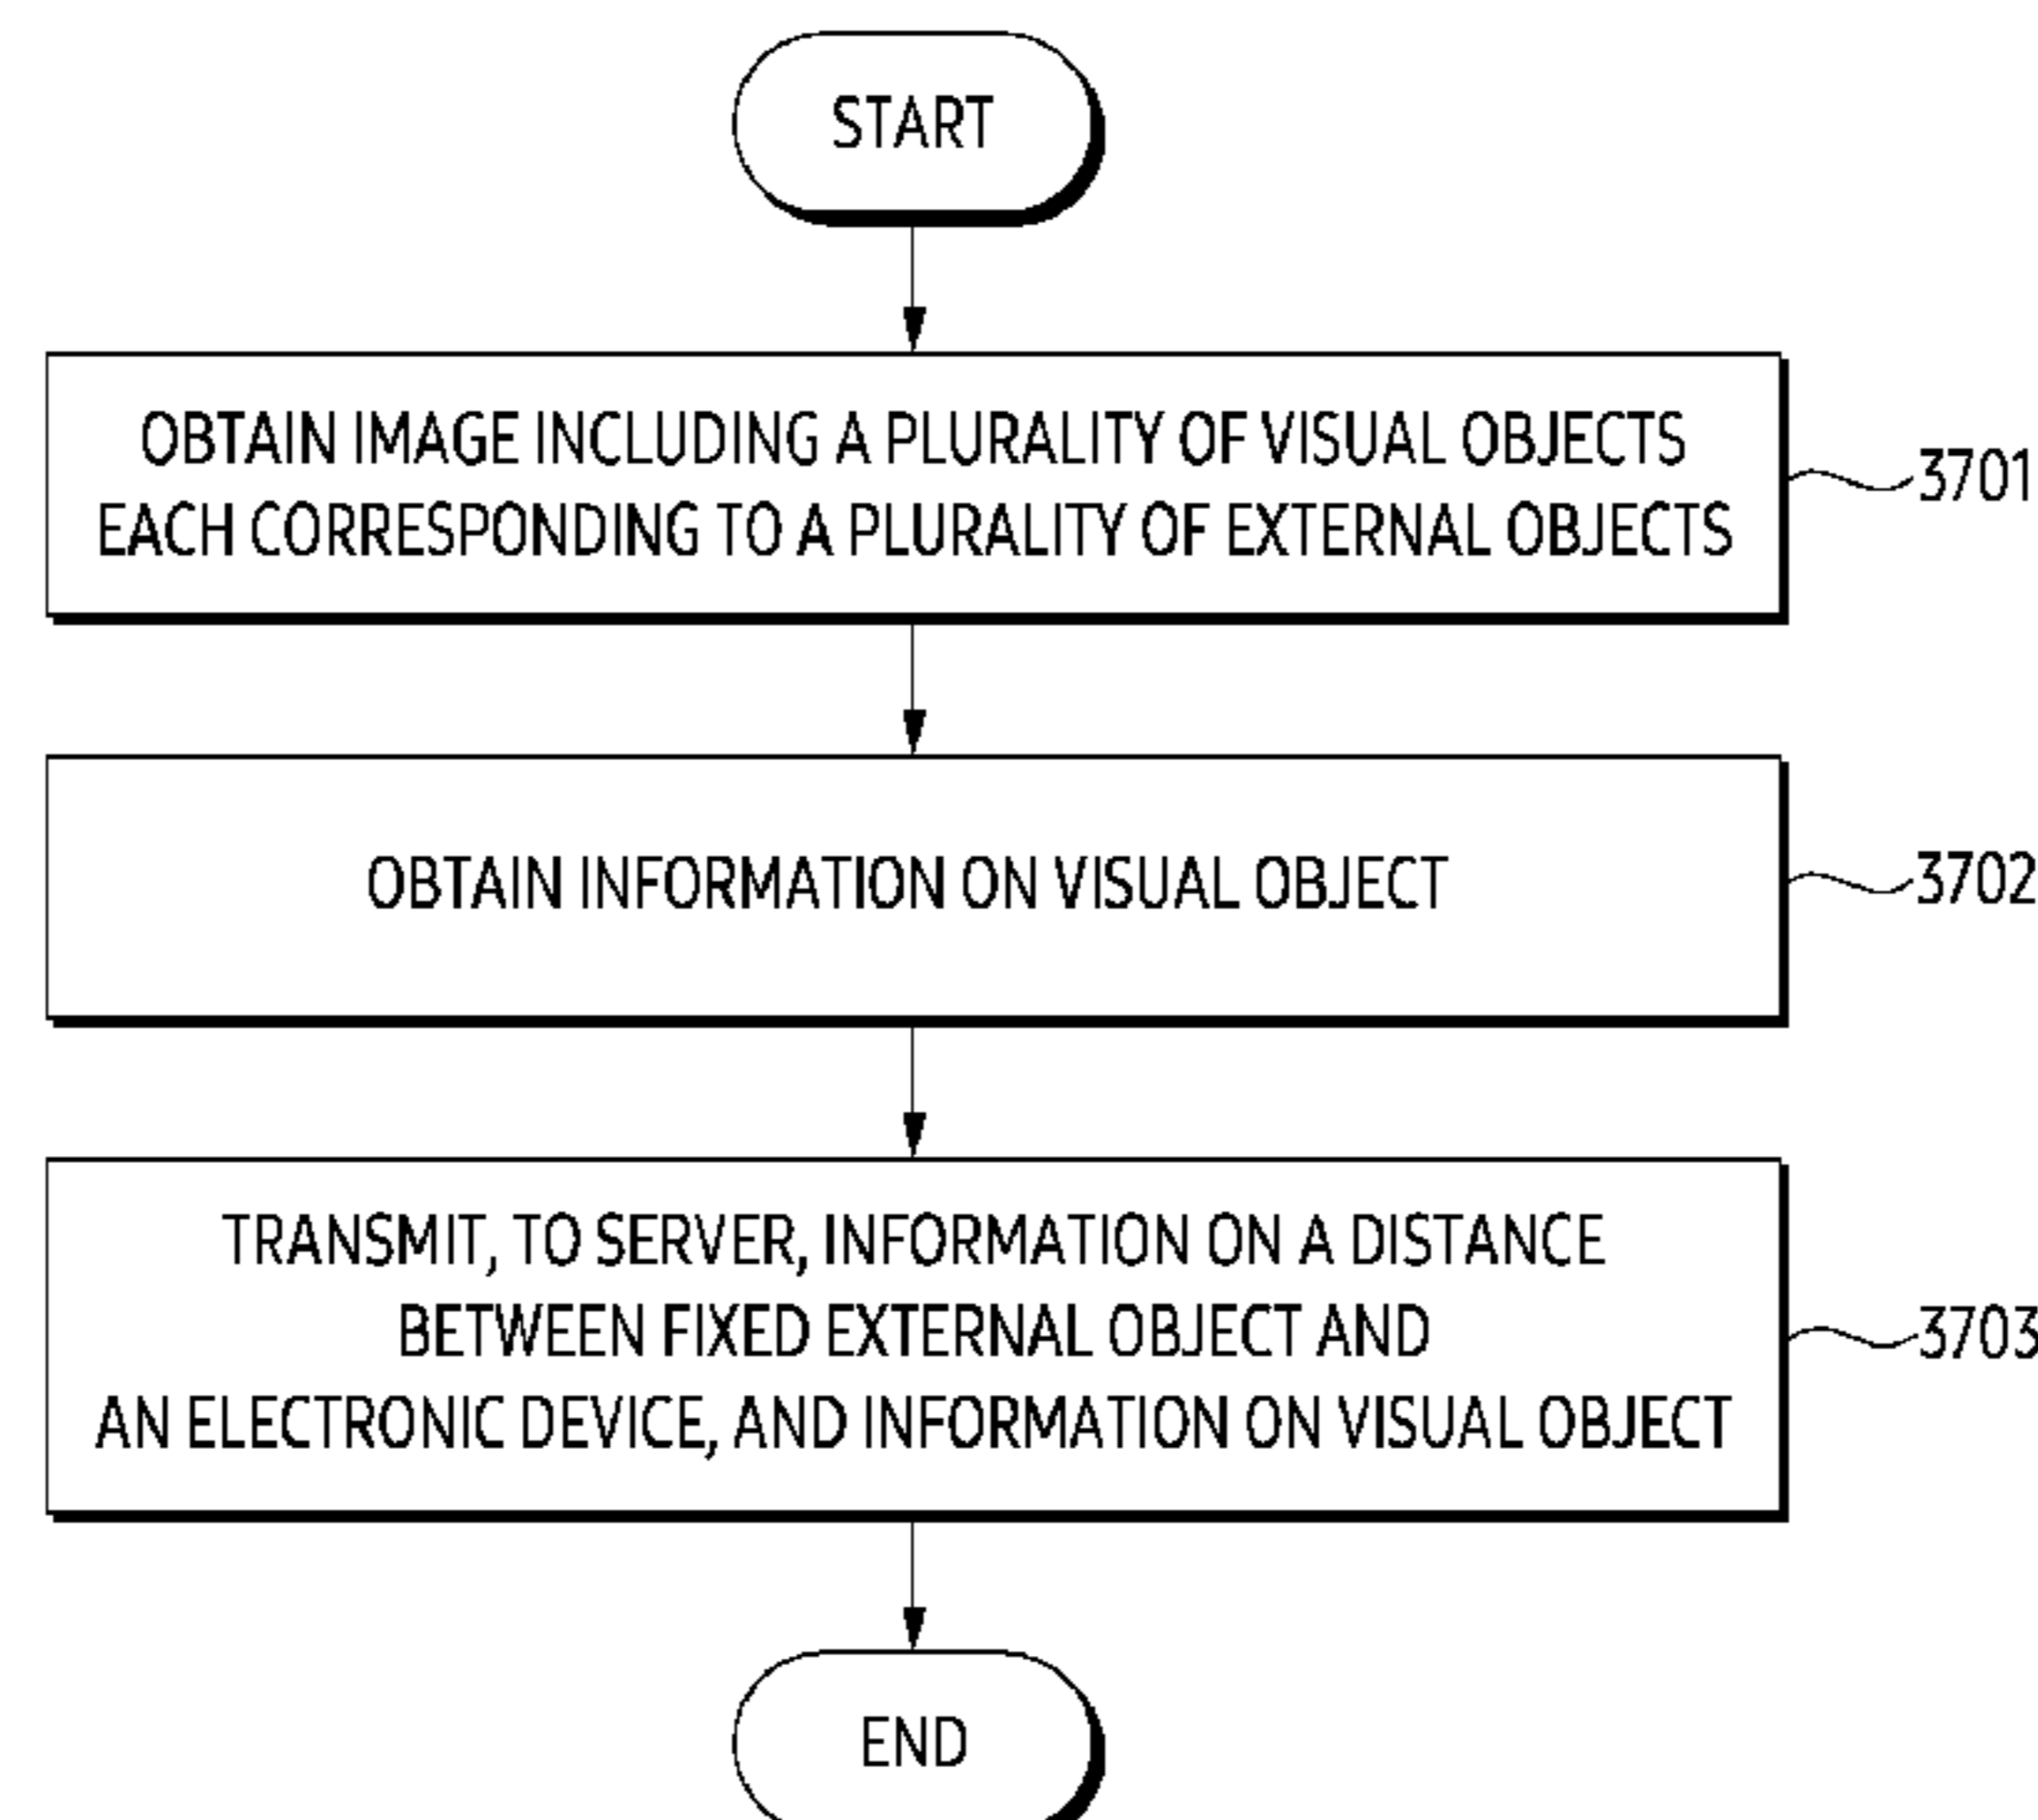 START
OBTAIN IMAGE INCLUDING A PLURALITY OF VISUAL OBJECTS
EACH CORRESPONDING TO A PLURALITY OF EXTERNAL OBJECTS
3701
OBTAIN INFORMATION ON VISUAL OBJECT
3702
TRANSMIT, TO SERVER, INFORMATION ON A DISTANCE
BETWEEN FIXED EXTERNAL OBJECT AND
AN ELECTRONIC DEVICE, AND INFORMATION ON VISUAL OBJECT
3703
END